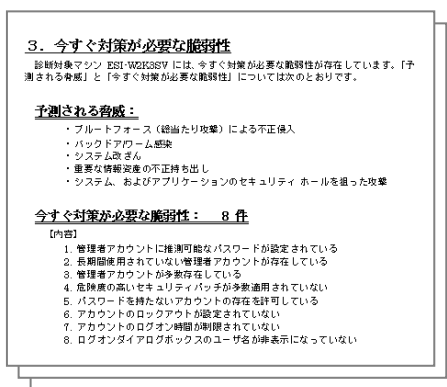 3. 今すぐ対策が必要な脆弱性
診断対象マシン ESI-W2K3SV には、今すぐ対策が必要な脆弱性が存在しています。「予
測される脅威」と「今すぐ対策が必要な脆弱性」については次のとおりです。
予測される脅威：
・ブルートフォース（総当たり攻撃）による不正侵入
・バックドア/ワーム感染
・システム改ざん
・重要な情報資産の不正持ち出し
・システム、およびアプリケーションのセキュリティ ホールを狙った攻撃
今すぐ対策が必要な脆弱性： 8 件
【内容】
1. 管理者アカウントに推測可能なパスワードが設定されている
2. 長期間使用されていない管理者アカウントが存在している
3. 管理者アカウントが多数存在している
4. 危険度の高いセキュリティパッチが多数適用されていない
5. パスワードを持たないアカウントの存在を許可している
6. アカウントのロックアウトが設定されていない
7. アカウントのログオン時間が制限されていない
8. ログオンダイアログボックスのユーザ名が非表示になっていない